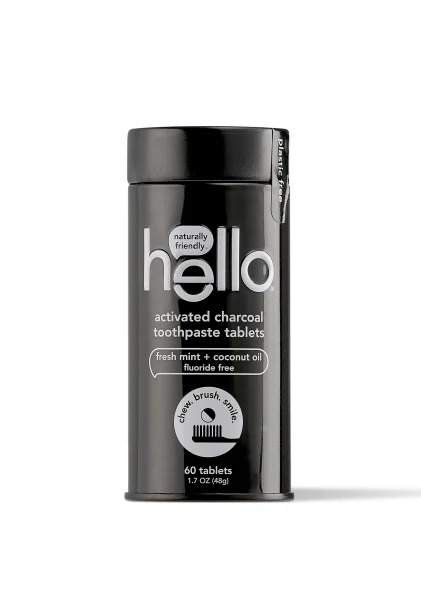 plastic free
naturally
friendly™
hello®
activated charcoal
toothpaste tablets
fresh mint + coconut oil
fluoride free
chew. brush. smile.
60 tablets
1.7 OZ (48g)